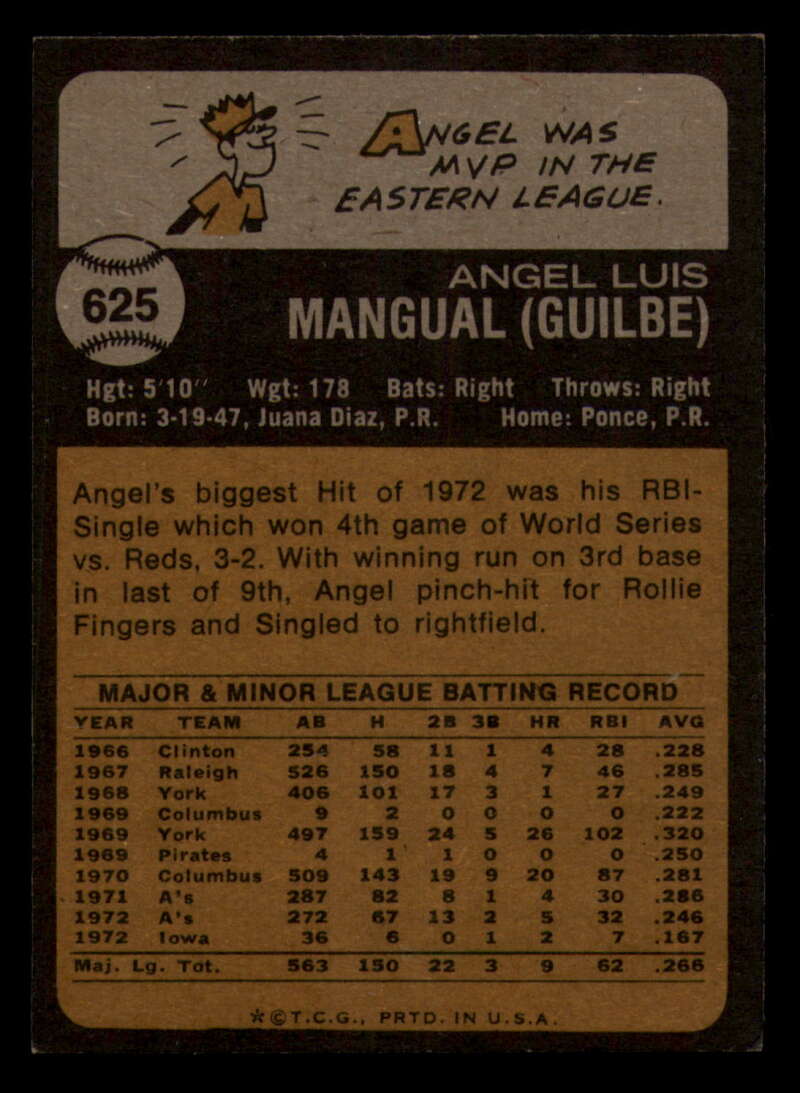 ANGEL WAS
MVP IN THE
EASTERN LEAGUE.
625
ANGEL LUIS
MANGUAL (GUILBE)
Hgt: 5'10" Wgt: 178 Bats: Right Throws: Right
Born: 3-19-47, Juana Diaz, P.R. Home: Ponce, P.R.
Angel's biggest Hit of 1972 was his RBI-
Single which won 4th game of World Series
vs. Reds, 3-2. With winning run on 3rd base
in last of 9th, Angel pinch-hit for Rollie
Fingers and Singled to rightfield.
MAJOR & MINOR LEAGUE BATTING RECORD
YEAR TEAM AB H 2B 3B HR RBI AVG
1966 Clinton 254 58 11 1 4 28 .228
1967 Raleigh 526 150 18 4 7 46 .285
1968 York 406 101 17 3 1 27 .249
1969 Columbus 9 2 0 0 0 0 .222
1969 York 497 159 24 5 26 102 .320
1969 Pirates 4 1 1 0 0 0 .250
1970 Columbus 509 143 19 9 20 87 .281
1971 A's 287 82 8 1 4 30 .286
1972 A's 272 67 13 2 5 32 .246
1972 Iowa 36 6 0 1 2 7 .167
Maj. Lg. Tot. 563 150 22 3 9 62 .266
*©T.C.G., PRTD. IN U.S.A.